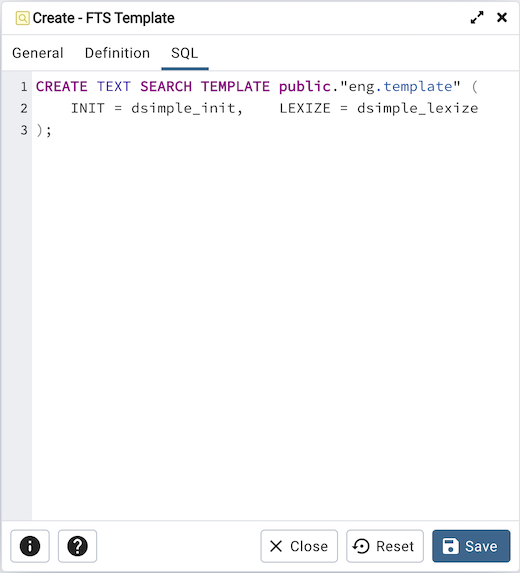 Create - FTS Template
General Definition SQL
1 CREATE TEXT SEARCH TEMPLATE public."eng.template" (
2     INIT = dsimple_init,    LEXIZE = dsimple_lexize
3 );
Close Reset Save